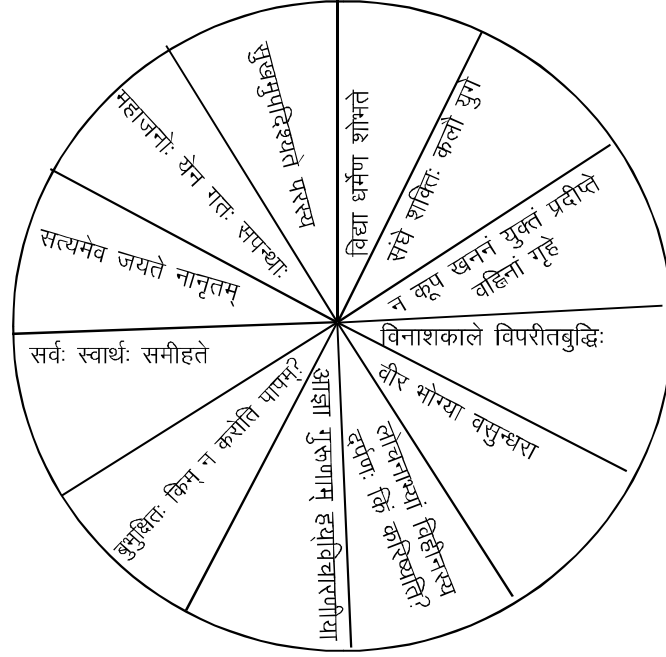 विद्या धर्मेण शोभते
संघे शक्तिः कलौ युगे
न कूप खननं युक्तं प्रदीप्ते
वह्निनां गृहे
विनाशकाले विपरीतबुद्धिः
वीर भोग्या वसुन्धरा
लोचनाभ्यां विहीनस्य
दर्पणः किं करिष्यति?
आज्ञा गुरुणाम् हयविचारणीया
बुभुक्षितः किम् न करोति पापम्?
सर्वः स्वार्थः समीहते
सत्यमेव जयते नानृतम्
महाजनोः येन गतः सपन्थाः
सुखमुपदिश्यते परस्य